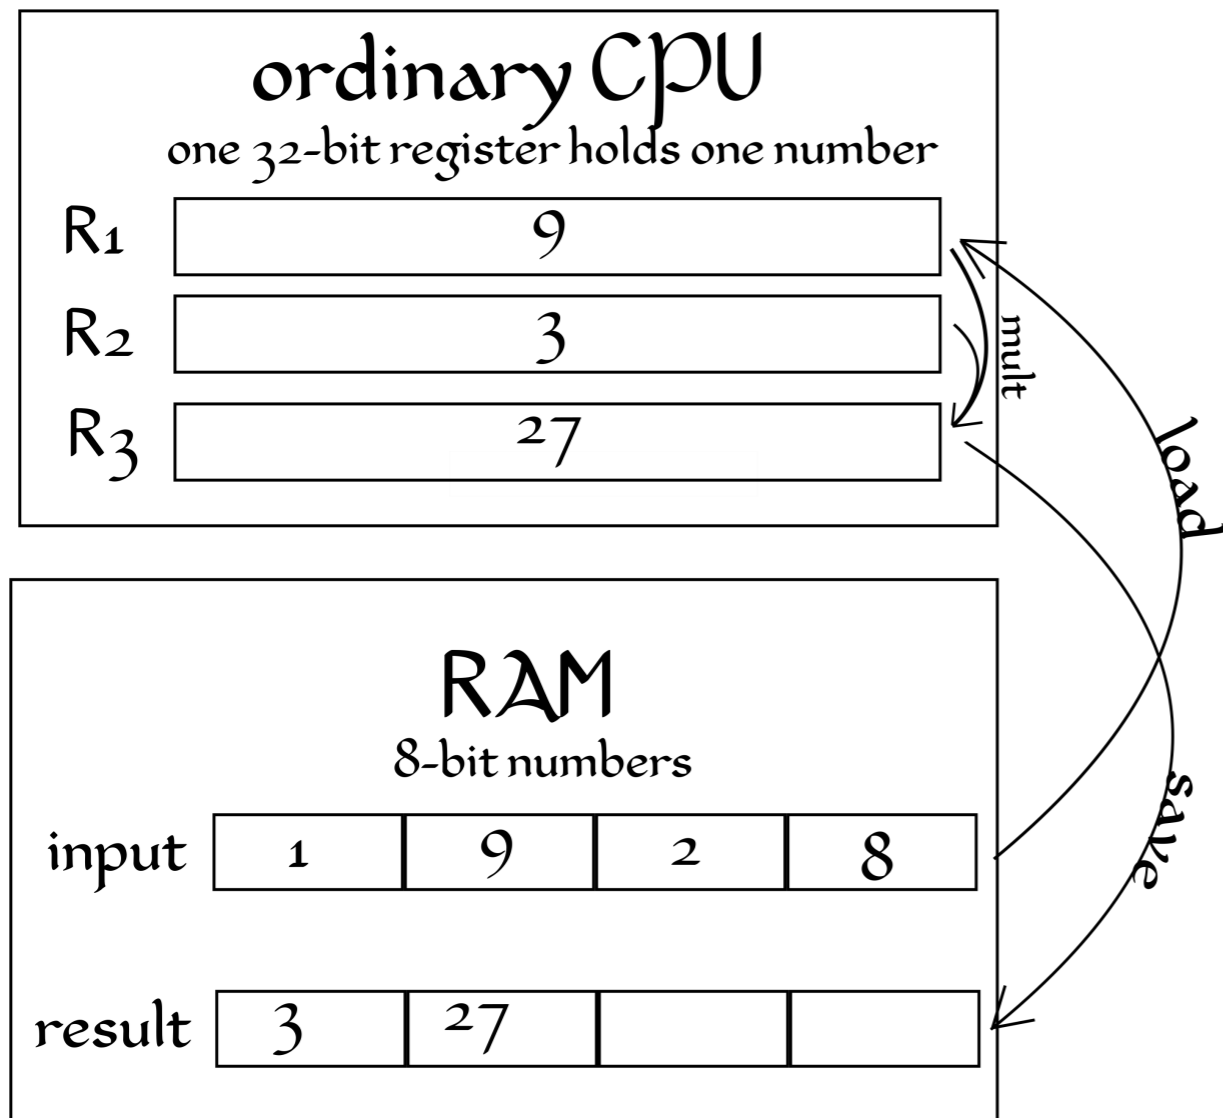 ordinary CPU
one 32-bit register holds one number
R1 9
R2 3
R3 27
mult
load
RAM
8-bit numbers
save
input 1 9 2 8
result 3 27